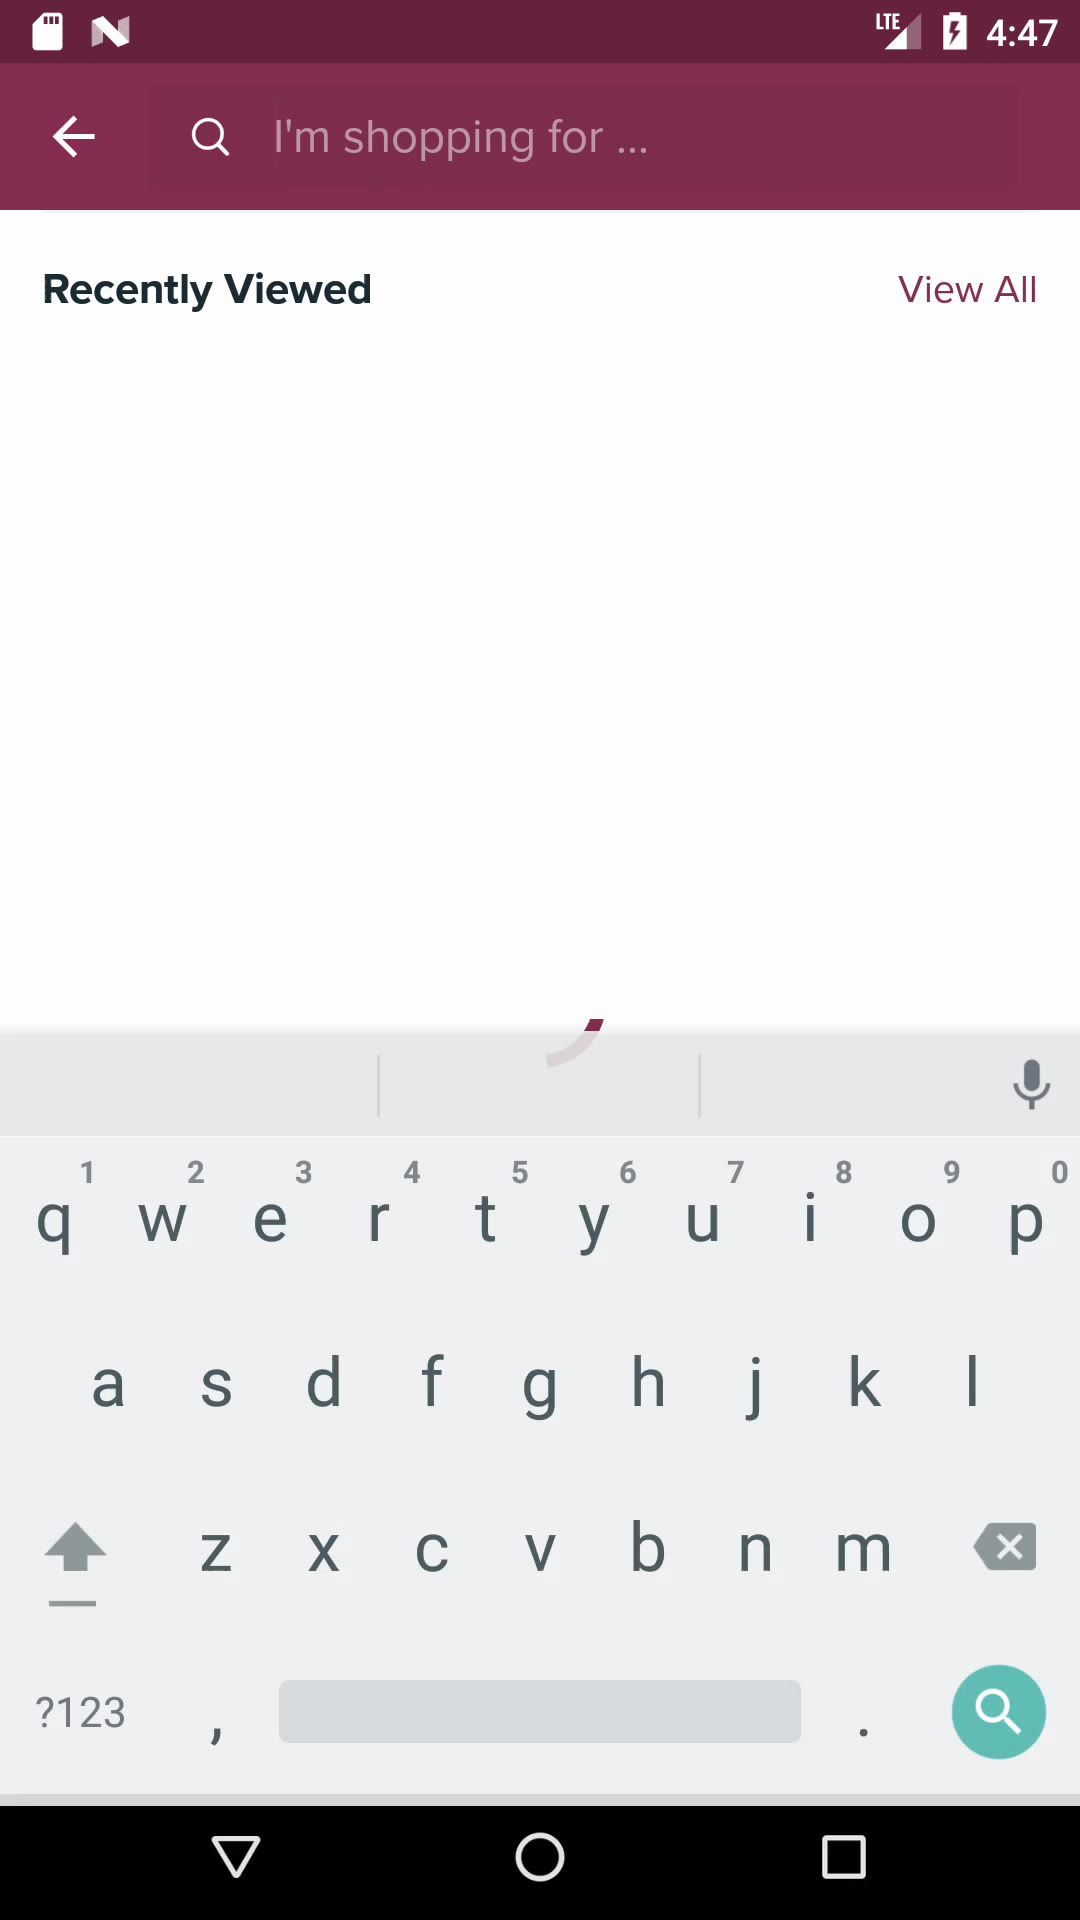 LTE 4:47
I'm shopping for ...
Recently Viewed View All
1 2 3 4 5 6 7 8 9 0
q w e r t y u i o p
a s d f g h j k l
z x c v b n m
?123 , .